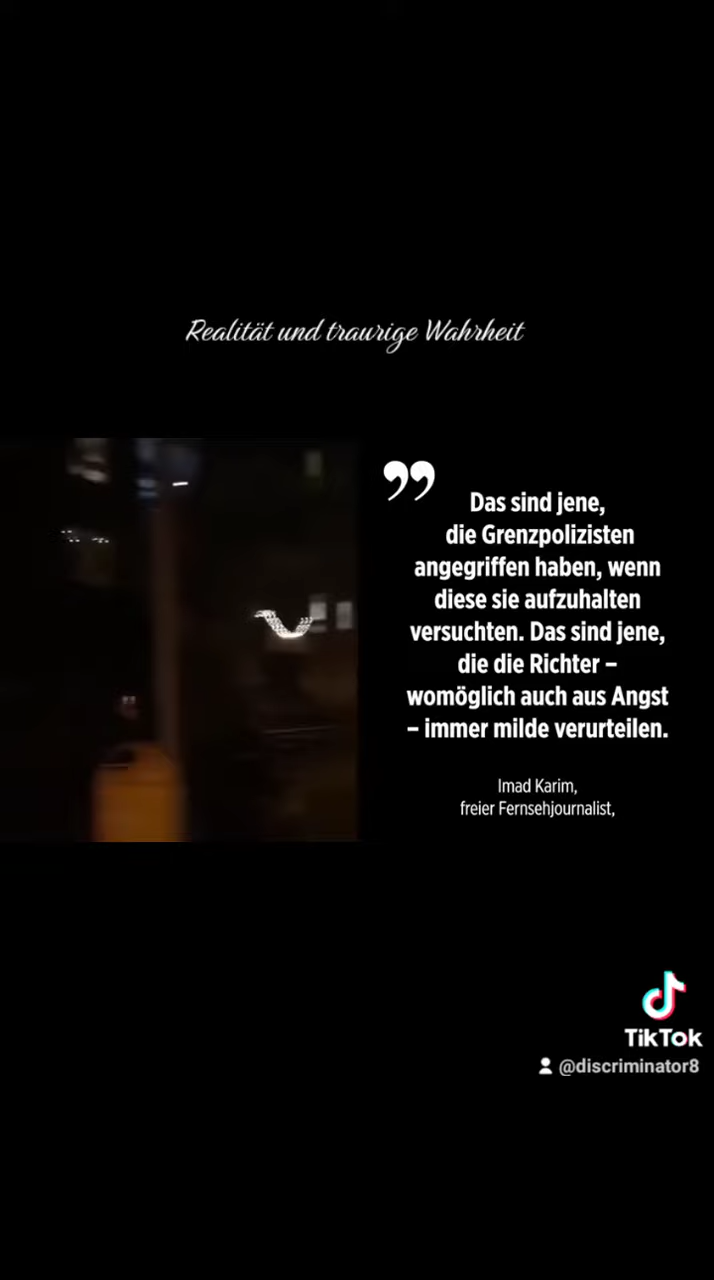 Realität und traurige Wahrheit
”
Das sind jene,
die Grenzpolizisten
angegriffen haben, wenn
diese sie aufzuhalten
versuchten. Das sind jene,
die die Richter –
womöglich auch aus Angst
– immer milde verurteilen.
Imad Karim,
freier Fernsehjournalist,
TikTok
@discriminator8